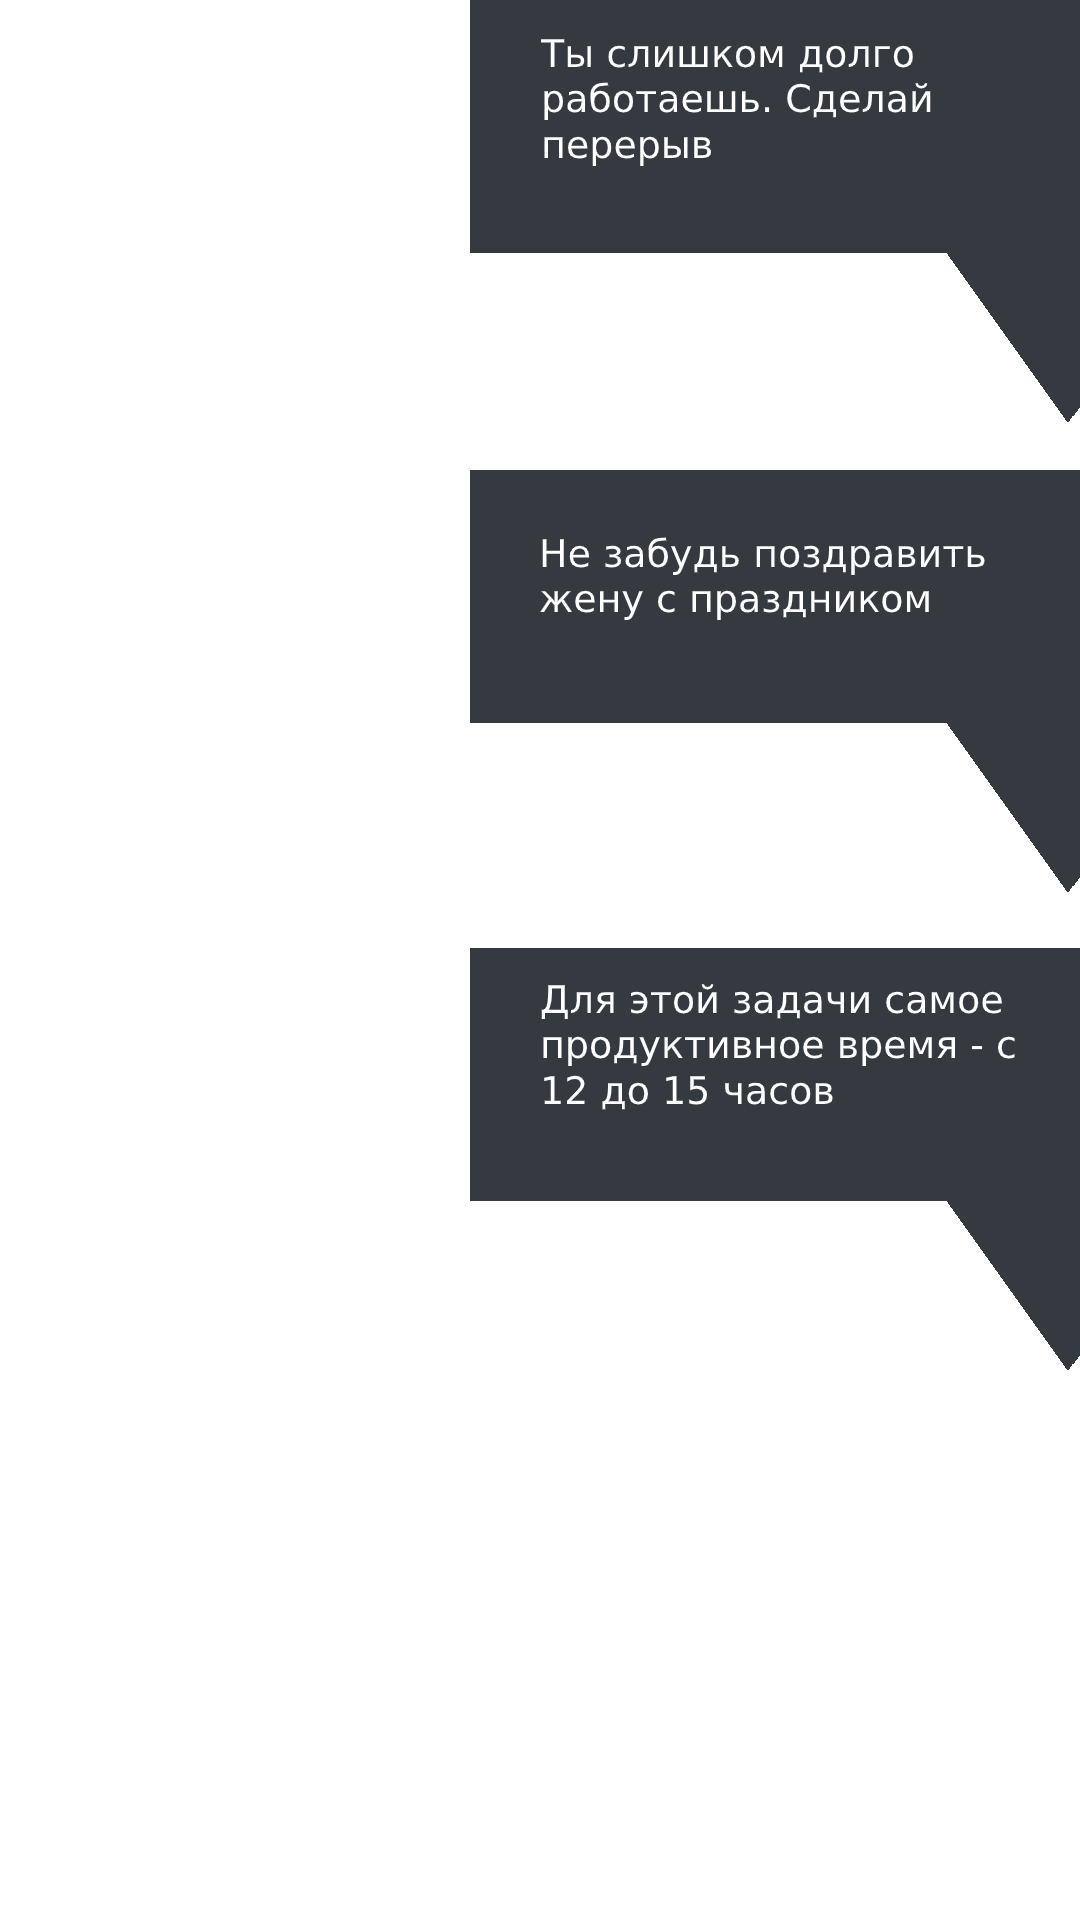 Ты слишком долго
работаешь. Сделай
перерыв
Не забудь поздравить
жену с праздником
Для этой задачи самое
продуктивное время - с
12 до 15 часов